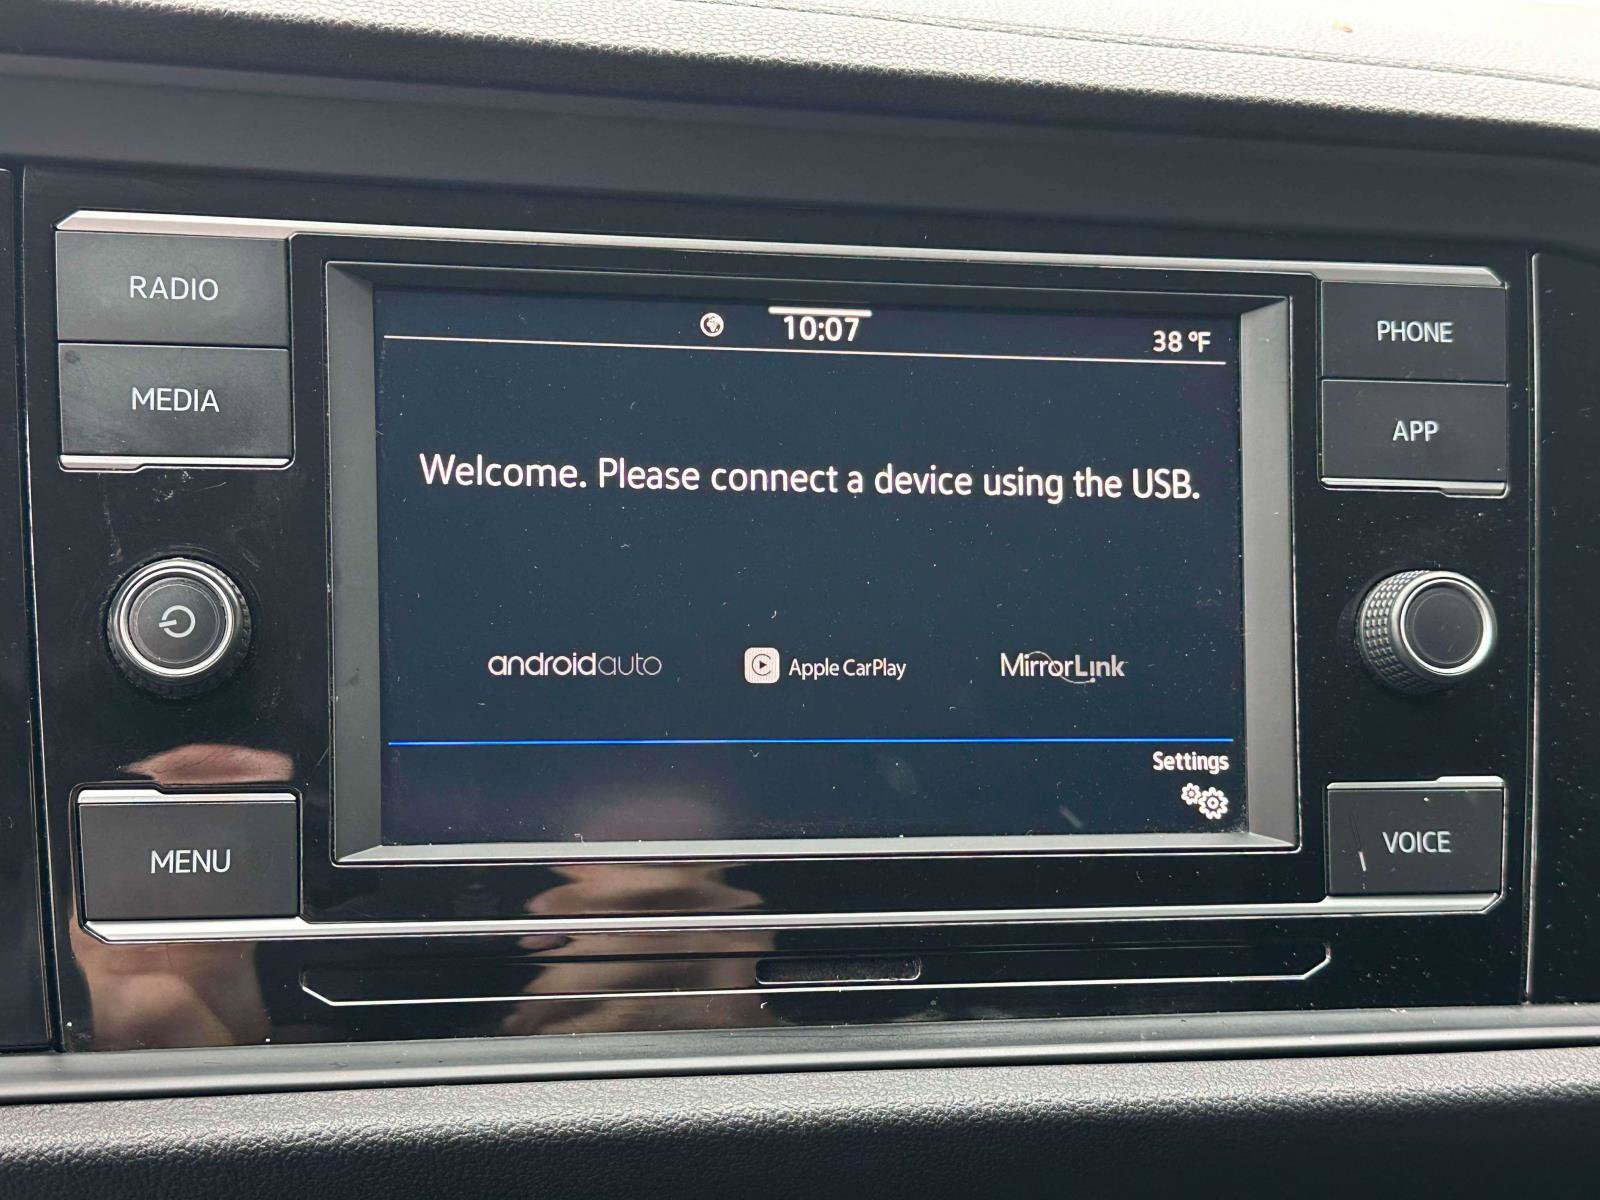 RADIO
MEDIA
MENU
10:07
38 °F
Welcome. Please connect a device using the USB.
androidauto
Apple CarPlay
MirrorLink
Settings
PHONE
APP
VOICE